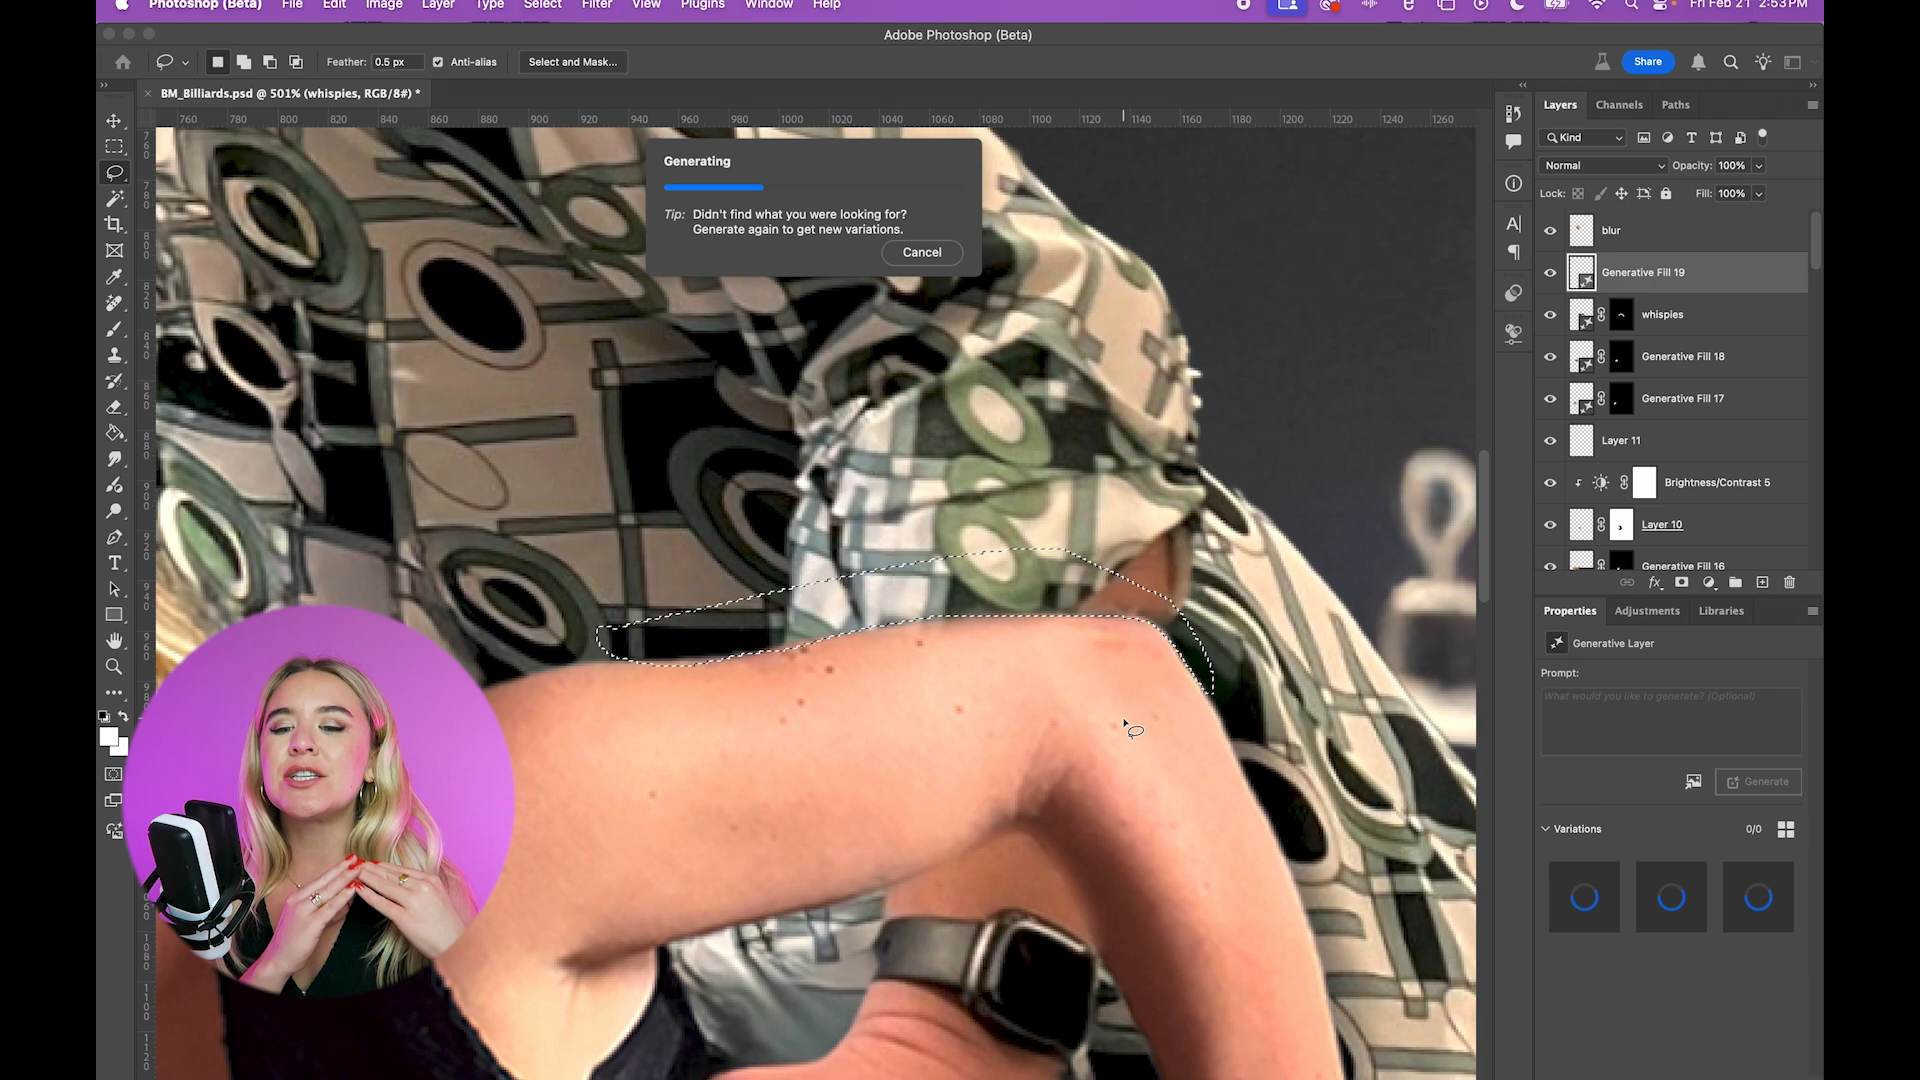 Photoshop (Beta) File Edit Image Layer Type Select Filter View Plugins Window Help Fri Feb 21 2:53 PM
Adobe Photoshop (Beta)
Feather: 0.5 px Anti-alias Select and Mask... Share
BM_Billiards.psd @ 501% (whispies, RGB/8#) *
760 780 800 820 840 860 880 900 920 940 960 980 1000 1020 1040 1060 1080 1100 1120 1140 1160 1180 1200 1220 1240 1260
Generating
Tip: Didn't find what you were looking for?
Generate again to get new variations.
Cancel
Layers Channels Paths
Kind
Normal Opacity: 100%
Lock: Fill: 100%
blur
Generative Fill 19
whispies
Generative Fill 18
Generative Fill 17
Layer 11
Brightness/Contrast 5
Layer 10
Generative Fill 16
fx
Properties Adjustments Libraries
Generative Layer
Prompt:
What would you like to generate? (Optional)
Generate
Variations 0/0